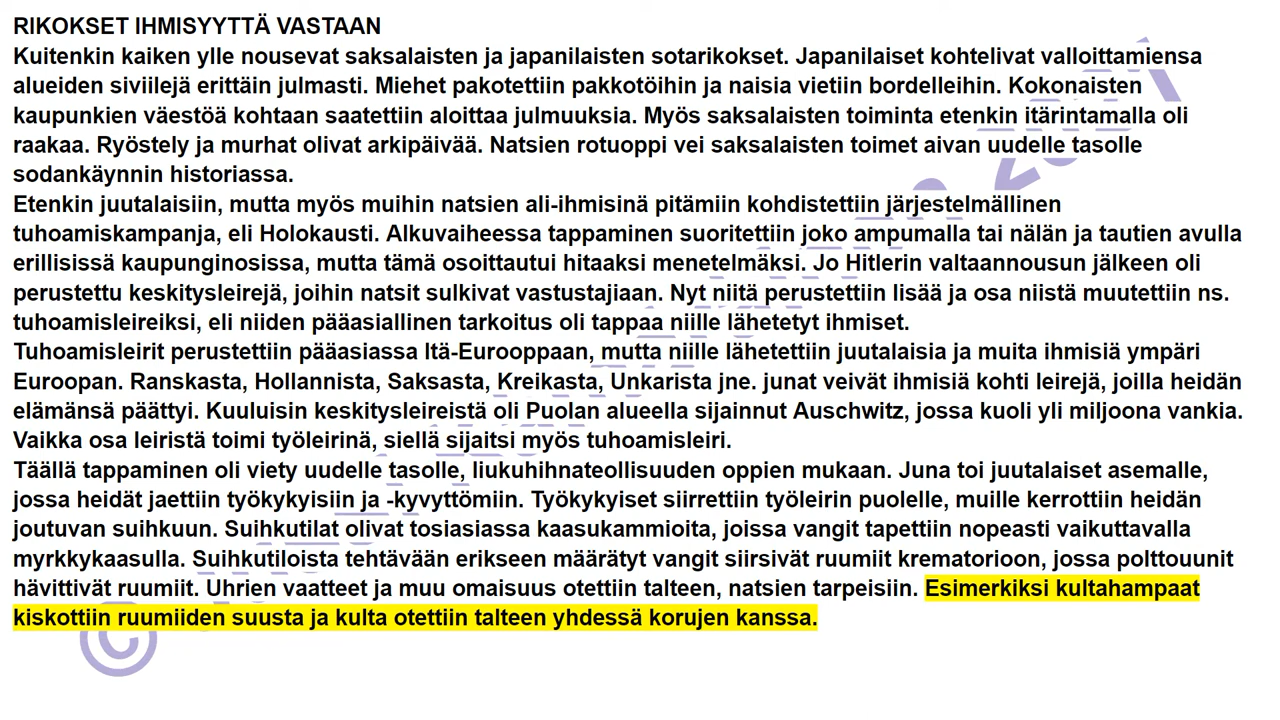 RIKOKSET IHMISYYTTÄ VASTAAN
Kuitenkin kaiken ylle nousevat saksalaisten ja japanilaisten sotarikokset. Japanilaiset kohtelivat valloittamiensa
alueiden siviilejä erittäin julmasti. Miehet pakotettiin pakkotöihin ja naisia vietiin bordelleihin. Kokonaisten
kaupunkien väestöä kohtaan saatettiin aloittaa julmuuksia. Myös saksalaisten toiminta etenkin itärintamalla oli
raakaa. Ryöstely ja murhat olivat arkipäivää. Natsien rotuoppi vei saksalaisten toimet aivan uudelle tasolle
sodankäynnin historiassa.
Etenkin juutalaisiin, mutta myös muihin natsien ali-ihmisinä pitämiin kohdistettiin järjestelmällinen
tuhoamiskampanja, eli Holokausti. Alkuvaiheessa tappaminen suoritettiin joko ampumalla tai nälän ja tautien avulla
erillisissä kaupunginosissa, mutta tämä osoittautui hitaaksi menetelmäksi. Jo Hitlerin valtaannousun jälkeen oli
perustettu keskitysleirejä, joihin natsit sulkivat vastustajiaan. Nyt niitä perustettiin lisää ja osa niistä muutettiin ns.
tuhoamisleireiksi, eli niiden pääasiallinen tarkoitus oli tappaa niille lähetetyt ihmiset.
Tuhoamisleirit perustettiin pääasiassa Itä-Eurooppaan, mutta niille lähetettiin juutalaisia ja muita ihmisiä ympäri
Euroopan. Ranskasta, Hollannista, Saksasta, Kreikasta, Unkarista jne. junat veivät ihmisiä kohti leirejä, joilla heidän
elämänsä päättyi. Kuuluisin keskitysleireistä oli Puolan alueella sijainnut Auschwitz, jossa kuoli yli miljoona vankia.
Vaikka osa leiristä toimi työleirinä, siellä sijaitsi myös tuhoamisleiri.
Täällä tappaminen oli viety uudelle tasolle, liukuhihnateollisuuden oppien mukaan. Juna toi juutalaiset asemalle,
jossa heidät jaettiin työkykyisiin ja -kyvyttömiin. Työkykyiset siirrettiin työleirin puolelle, muille kerrottiin heidän
joutuvan suihkuun. Suihkutilat olivat tosiasiassa kaasukammioita, joissa vangit tapettiin nopeasti vaikuttavalla
myrkkykaasulla. Suihkutiloista tehtävään erikseen määrätyt vangit siirsivät ruumiit krematorioon, jossa polttouunit
hävittivät ruumiit. Uhrien vaatteet ja muu omaisuus otettiin talteen, natsien tarpeisiin. Esimerkiksi kultahampaat
kiskottiin ruumiiden suusta ja kulta otettiin talteen yhdessä korujen kanssa.
©